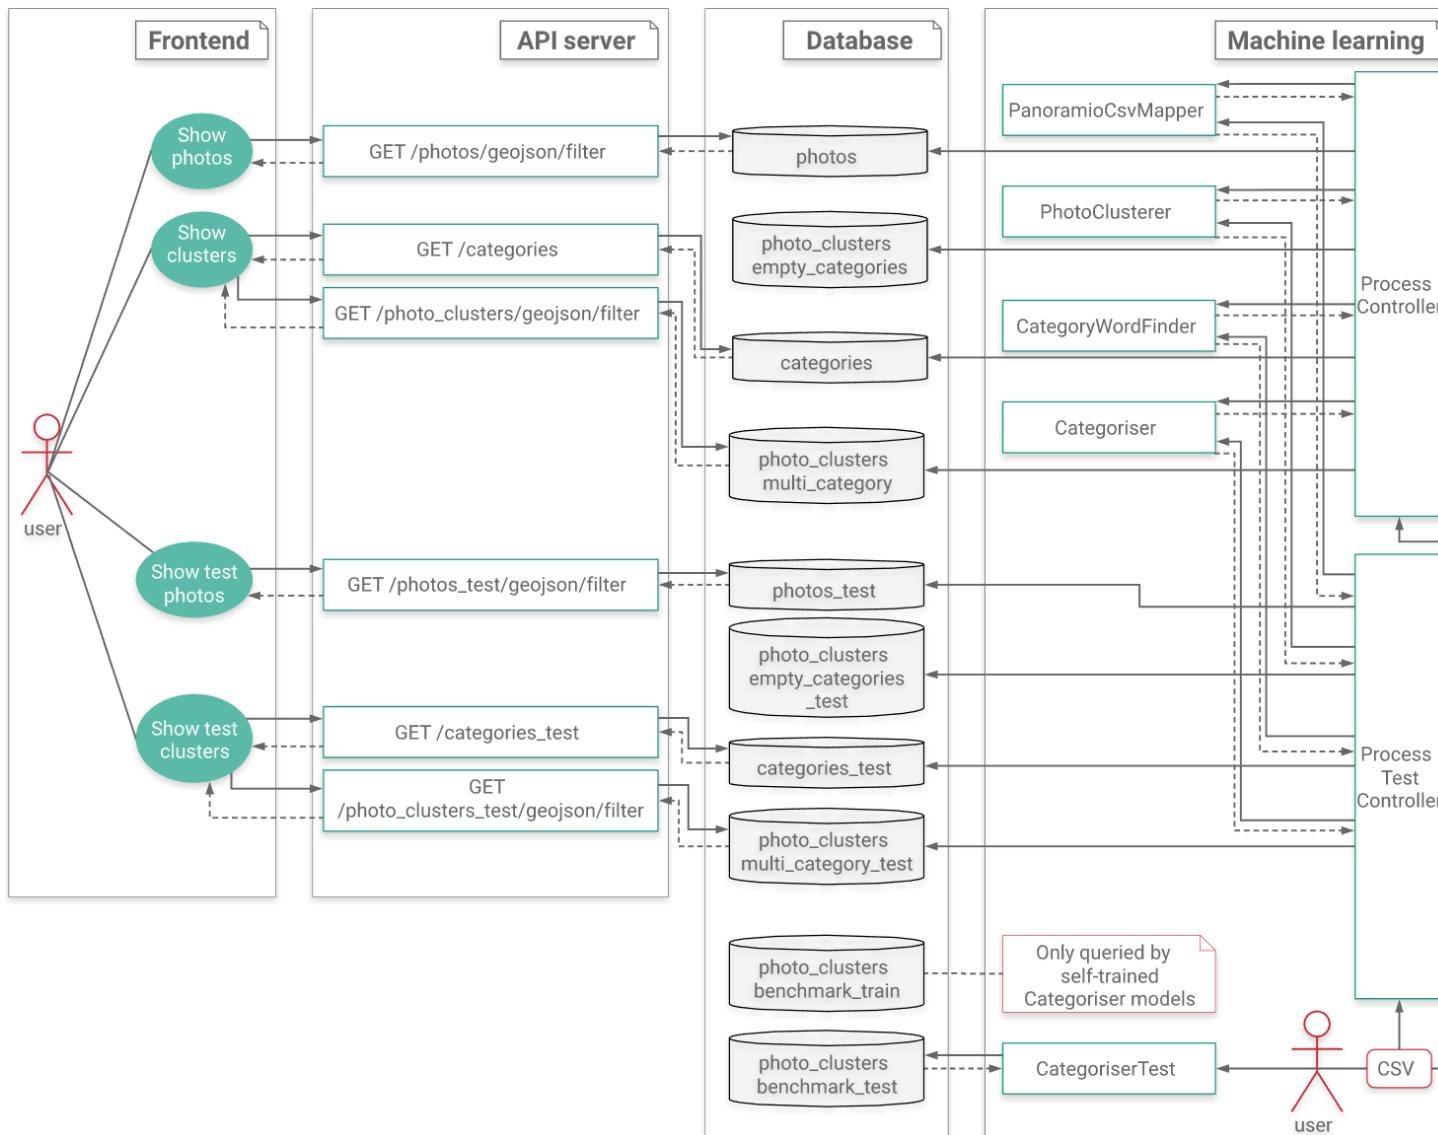 Frontend
API server
Database
Machine learning
Show
photos
GET /photos/geojson/filter
photos
PanoramioCsvMapper
Show
clusters
GET /categories
photo_clusters
empty_categories
PhotoClusterer
GET /photo_clusters/geojson/filter
categories
CategoryWordFinder
Process
Controller
photo_clusters
multi_category
Categoriser
user
Show test
photos
GET /photos_test/geojson/filter
photos_test
photo_clusters
empty_categories
_test
Show test
clusters
GET /categories_test
categories_test
Process
Test
Controller
GET
/photo_clusters_test/geojson/filter
photo_clusters
multi_category_test
photo_clusters
benchmark_train
Only queried by
self-trained
Categoriser models
photo_clusters
benchmark_test
CategoriserTest
CSV
user